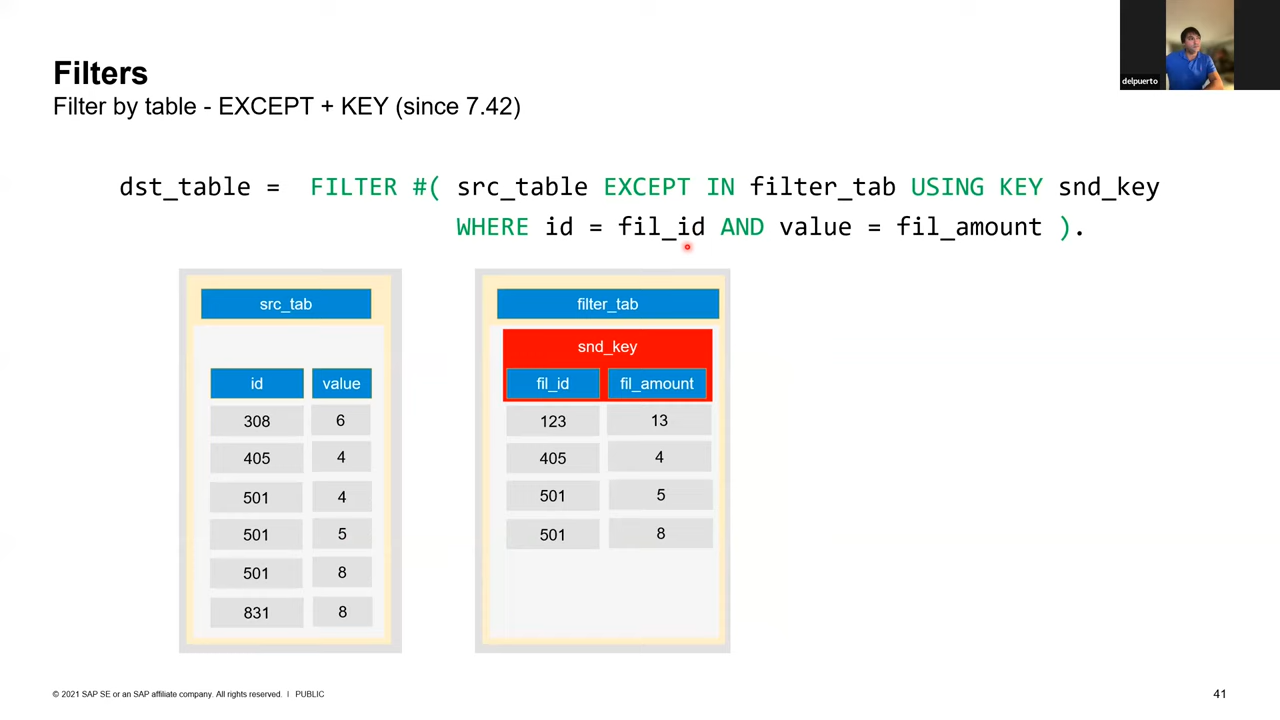 Filters
Filter by table - EXCEPT + KEY (since 7.42)
delpuerto
dst_table = FILTER #( src_table EXCEPT IN filter_tab USING KEY snd_key
WHERE id = fil_id AND value = fil_amount ).
src_tab
id value
308 6
405 4
501 4
501 5
501 8
831 8
filter_tab
snd_key
fil_id fil_amount
123 13
405 4
501 5
501 8
© 2021 SAP SE or an SAP affiliate company. All rights reserved. I PUBLIC
41